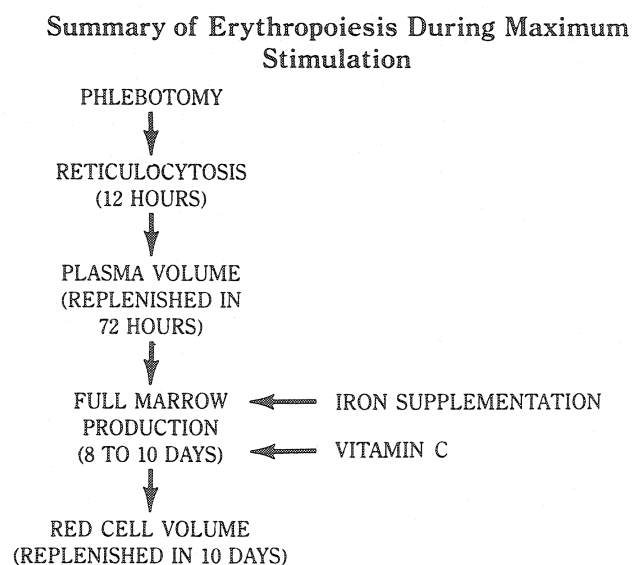 Summary of Erythropoiesis During Maximum
Stimulation
PHLEBOTOMY
RETICULOCYTOSIS
(12 HOURS)
PLASMA VOLUME
(REPLENISHED IN
72 HOURS)
FULL MARROW
PRODUCTION
(8 TO 10 DAYS)
IRON SUPPLEMENTATION
VITAMIN C
RED CELL VOLUME
(REPLENISHED IN 10 DAYS)